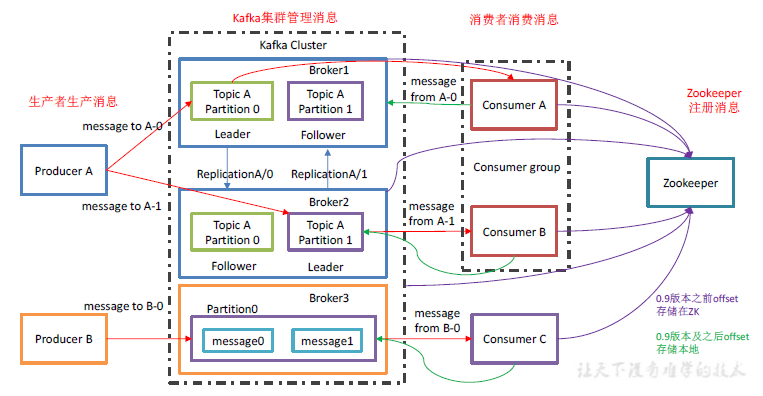 Kafka集群管理消息
消费者消费消息
Kafka Cluster
Broker1
Topic A
Partition 0
Topic A
Partition 1
Leader
Follower
message
from A-0
Consumer A
Zookeeper
注册消息
生产者生产消息
message to A-0
Producer A
message to A-1
ReplicationA/0
ReplicationA/1
Consumer group
Zookeeper
Broker2
Topic A
Partition 0
Topic A
Partition 1
Follower
Leader
message
from A-1
Consumer B
message to B-0
Producer B
Broker3
Partition0
message0
message1
message
from B-0
Consumer C
0.9版本之前offset
存储在ZK
0.9版本及之后offset
存储本地
让天下没有难学的技术